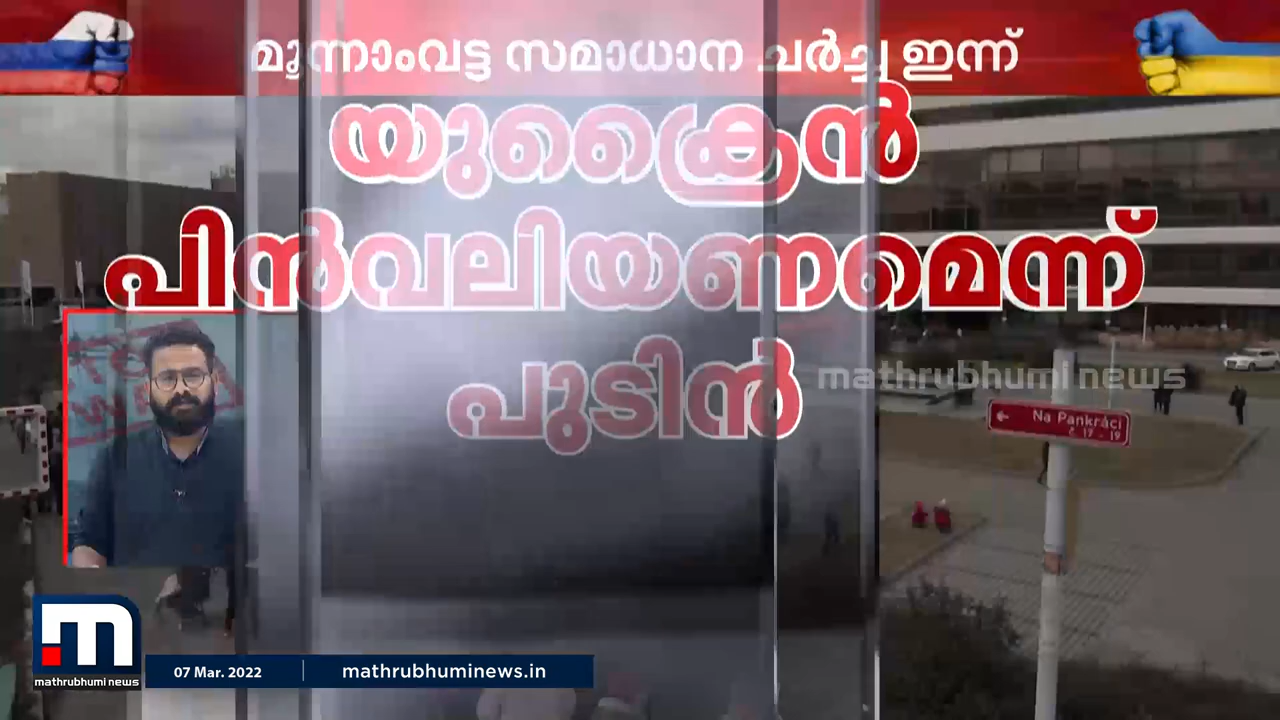 മൂന്നാംവട്ട സമാധാന ചർച്ച ഇന്ന്
യുക്രൈൻ
പിൻവലിയണമെന്ന്
പുടിൻ
mathrubhumi news
Na Pankráci
č. 17 - 19
mathrubhumi news
07 Mar. 2022
mathrubhuminews.in